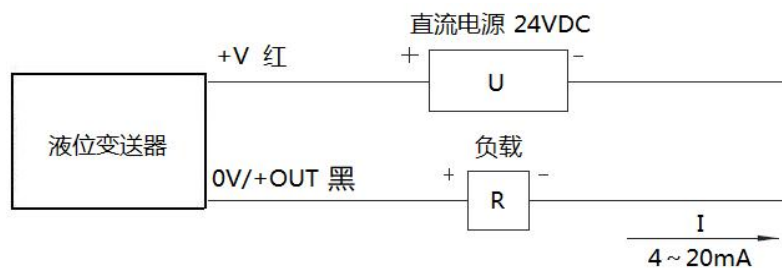 直流电源 24VDC
+V 红
+
U
−
液位变送器
负载
0V/+OUT 黑
+
R
−
I
4～20mA